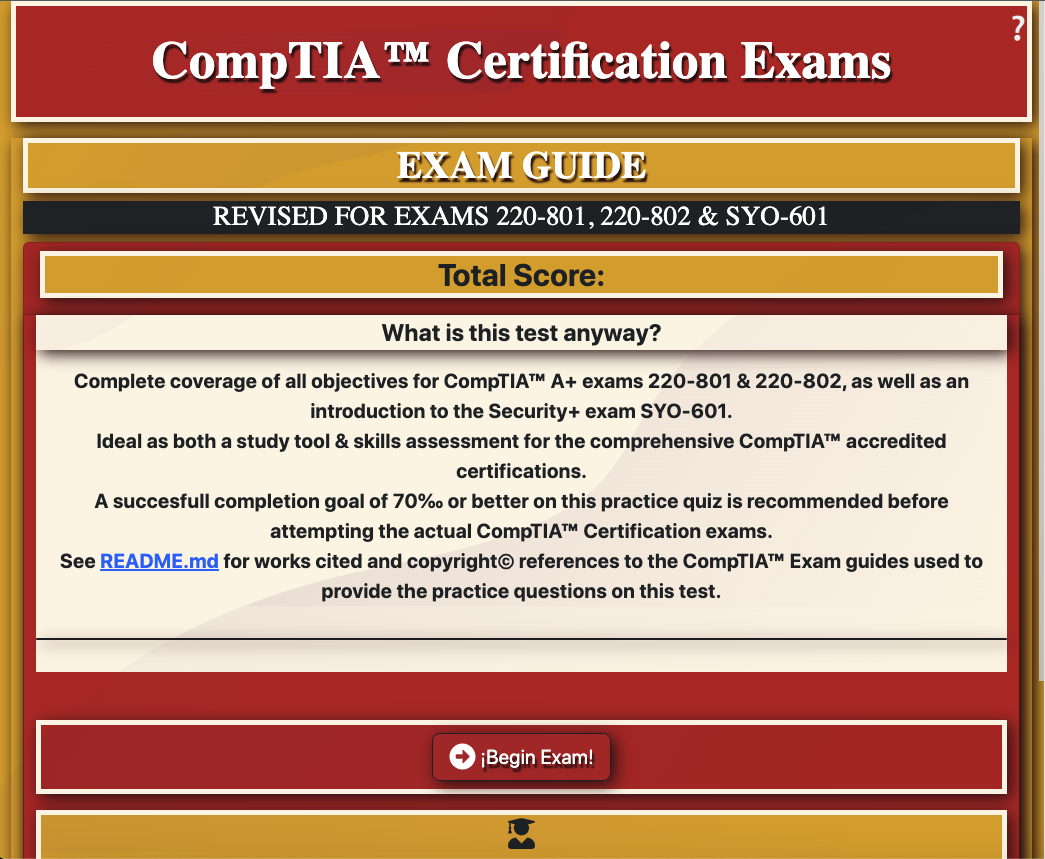 ?
CompTIA™ Certification Exams
EXAM GUIDE
REVISED FOR EXAMS 220-801, 220-802 & SYO-601
Total Score:
What is this test anyway?
Complete coverage of all objectives for CompTIA™ A+ exams 220-801 & 220-802, as well as an
introduction to the Security+ exam SYO-601.
Ideal as both a study tool & skills assessment for the comprehensive CompTIA™ accredited
certifications.
A succesfull completion goal of 70‰ or better on this practice quiz is recommended before
attempting the actual CompTIA™ Certification exams.
See README.md for works cited and copyright© references to the CompTIA™ Exam guides used to
provide the practice questions on this test.
¡Begin Exam!